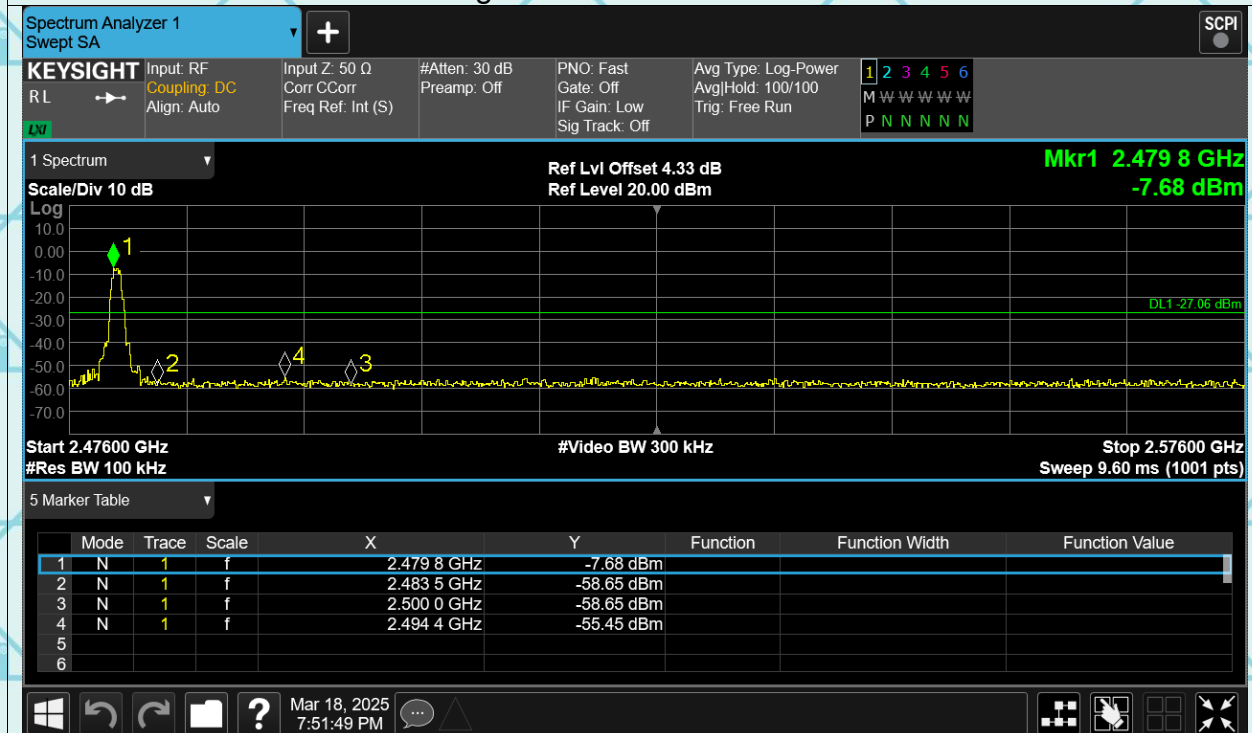 Spectrum Analyzer 1
Swept SA
+
SCPI
KEYSIGHT
RL
LXI
Input: RF
Coupling: DC
Align: Auto
Input Z: 50 Ω
Corr CCorr
Freq Ref: Int (S)
#Atten: 30 dB
Preamp: Off
PNO: Fast
Gate: Off
IF Gain: Low
Sig Track: Off
Avg Type: Log-Power
Avg|Hold: 100/100
Trig: Free Run
1 2 3 4 5 6
M W W W W W
P N N N N N
1 Spectrum
Scale/Div 10 dB
Ref Lvl Offset 4.33 dB
Ref Level 20.00 dBm
Mkr1 2.479 8 GHz
-7.68 dBm
Log
10.0
0.00
-10.0
-20.0
-30.0
-40.0
-50.0
-60.0
-70.0
1
2
4
3
DL1 -27.06 dBm
Start 2.47600 GHz
#Video BW 300 kHz
Stop 2.57600 GHz
#Res BW 100 kHz
Sweep 9.60 ms (1001 pts)
5 Marker Table
Mode Trace Scale X Y Function Function Width Function Value
1 N 1 f 2.479 8 GHz -7.68 dBm
2 N 1 f 2.483 5 GHz -58.65 dBm
3 N 1 f 2.500 0 GHz -58.65 dBm
4 N 1 f 2.494 4 GHz -55.45 dBm
5
6
?
Mar 18, 2025
7:51:49 PM